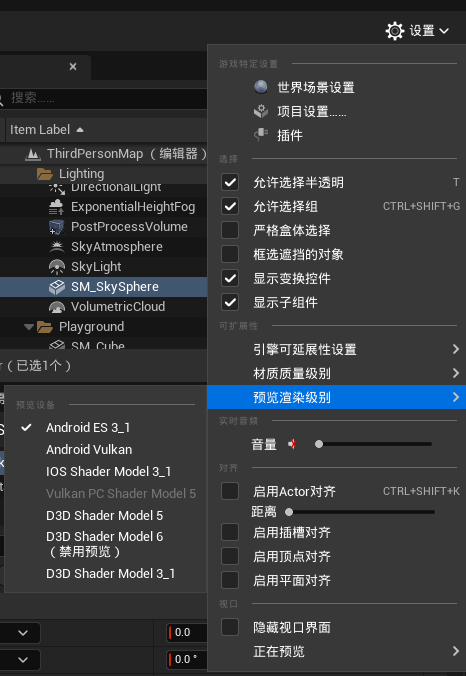 设置
游戏特定设置
世界场景设置
搜索......
项目设置......
Item Label
插件
ThirdPersonMap（编辑器）
选择
Lighting
允许选择半透明 T
DirectionalLight
ExponentialHeightFog
允许选择组 CTRL+SHIFT+G
PostProcessVolume
严格盒体选择
SkyAtmosphere
框选遮挡的对象
SkyLight
显示变换控件
SM_SkySphere
显示子组件
VolumetricCloud
可扩展性
Playground
引擎可延展性设置
SM_Cube
（已选1个）
材质质量级别
预览渲染级别
预览设备
实时音频
Android ES 3_1
音量
Android Vulkan
对齐
IOS Shader Model 3_1
启用Actor对齐 CTRL+SHIFT+K
Vulkan PC Shader Model 5
距离
D3D Shader Model 5
启用插槽对齐
D3D Shader Model 6
（禁用预览）
启用顶点对齐
D3D Shader Model 3_1
启用平面对齐
视口
隐藏视口界面
0.0
正在预览
0.0 °